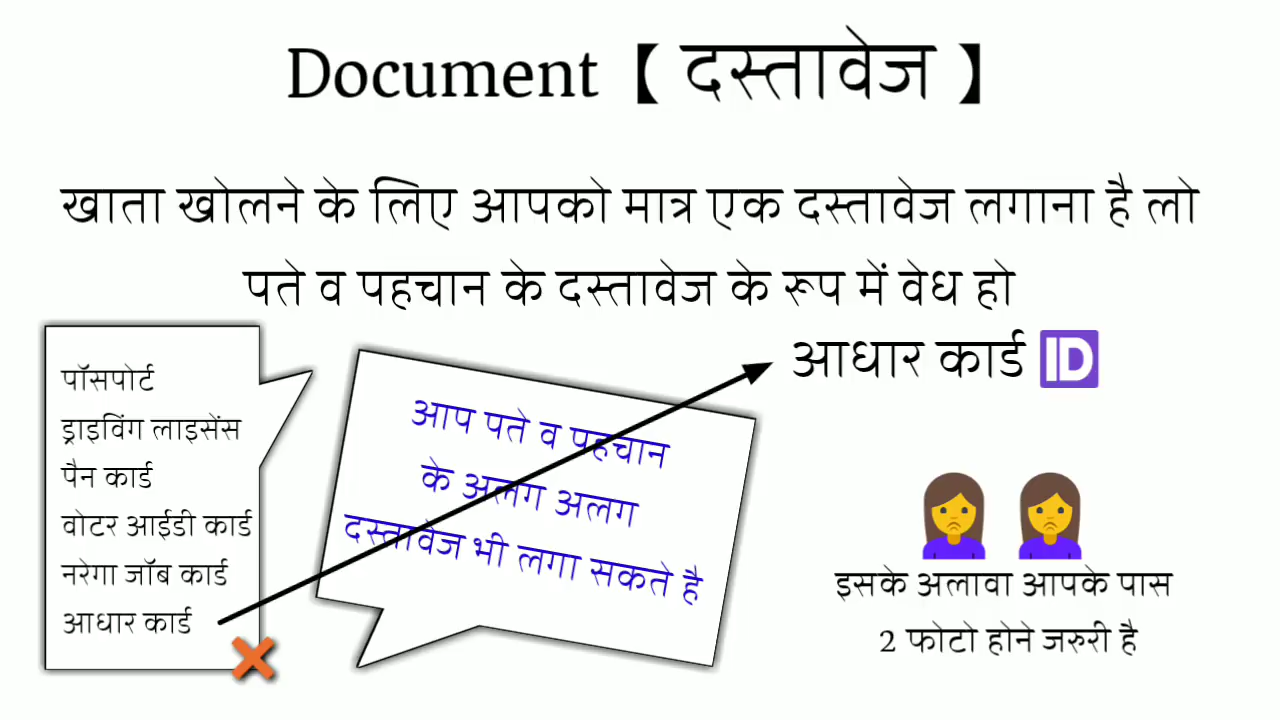 Document【 दस्तावेज 】
खाता खोलने के लिए आपको मात्र एक दस्तावेज लगाना है लो
पते व पहचान के दस्तावेज के रूप में वेध हो
आधार कार्ड 🆔
पॉसपोर्ट
ड्राइविंग लाइसेंस
पैन कार्ड
वोटर आईडी कार्ड
नरेगा जॉब कार्ड
आधार कार्ड
आप पते व पहचान
के अलग अलग
दस्तावेज भी लगा सकते है
इसके अलावा आपके पास
2 फोटो होने जरुरी है